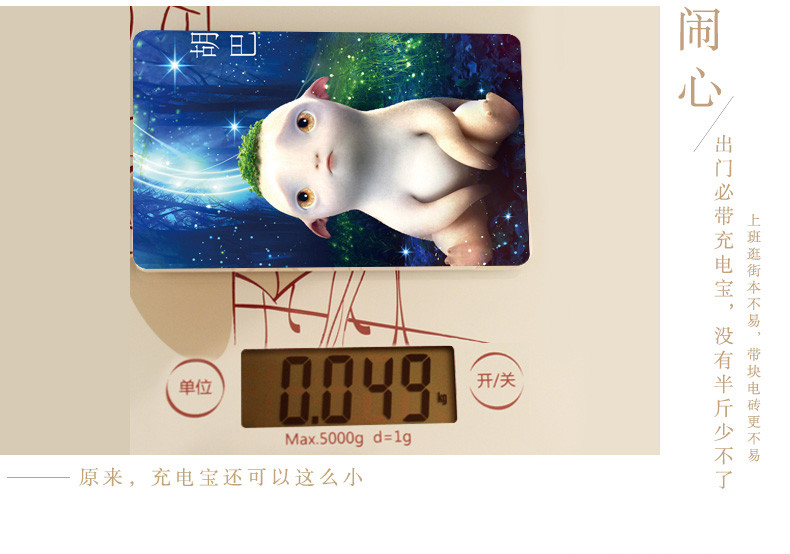 闹心
出门必带充电宝，没有半斤少不了
上班逛街本不易，带块电砖更不易
胡巴
0.049 kg
单位
开/关
Max.5000g d=1g
原来，充电宝还可以这么小